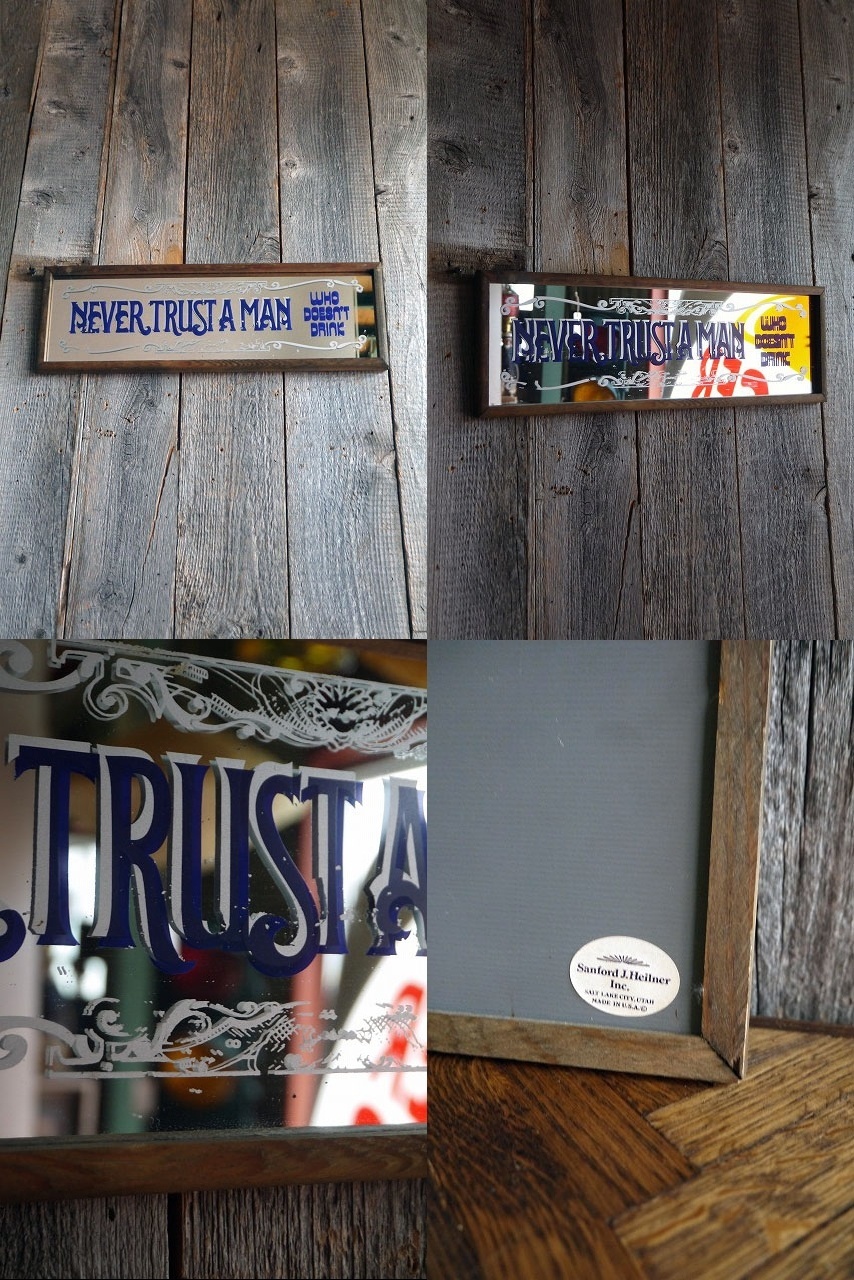 NEVER TRUST A MAN
WHO
DOESN'T
DRINK
NEVER TRUST A MAN
WHO
DOESN'T
DRINK
TRUST A
Sanford J. Heilner
Inc.
SALT LAKE CITY, UTAH
MADE IN U.S.A. ©